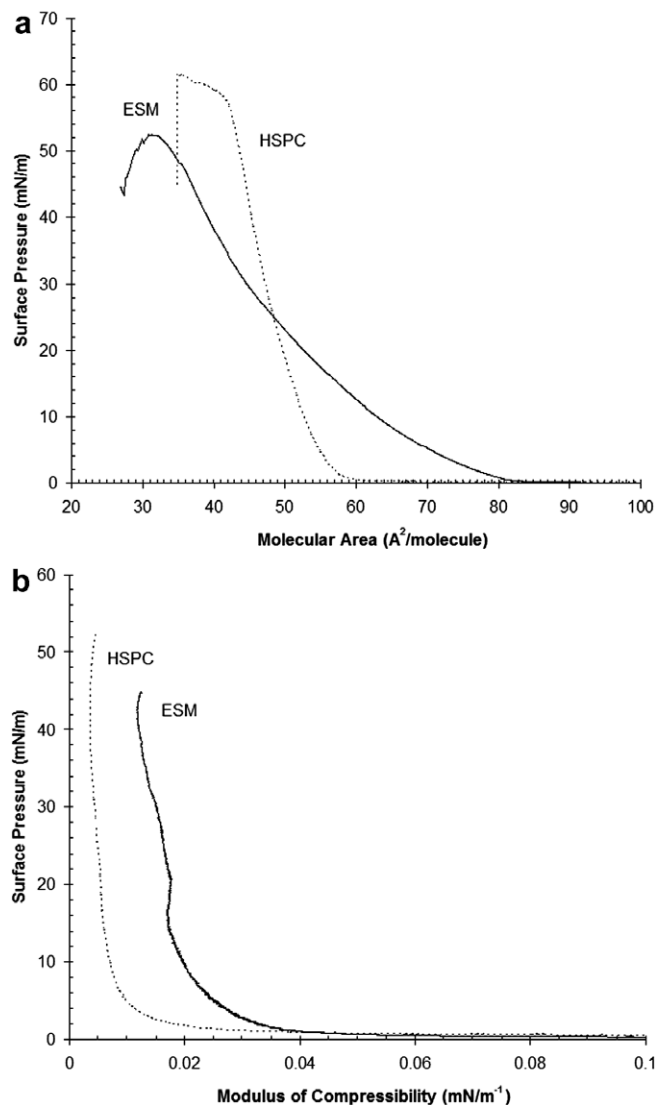 a
70
60
50
40
30
20
10
0
Surface Pressure (mN/m)
ESM
HSPC
20 30 40 50 60 70 80 90 100
Molecular Area (A²/molecule)
b
60
50
40
30
20
10
0
Surface Pressure (mN/m)
HSPC
ESM
0 0.02 0.04 0.06 0.08 0.1
Modulus of Compressibility (mN/m⁻¹)